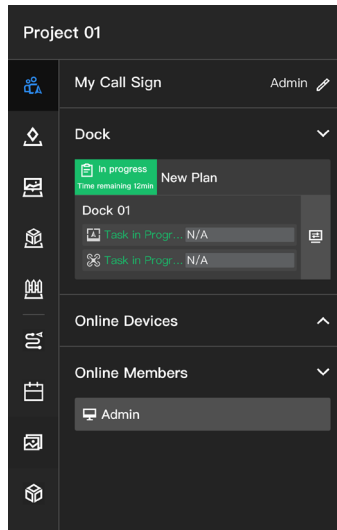 Project 01
My Call Sign Admin
Dock
In progress
Time remaining 12min
New Plan
Dock 01
Task in Progr... N/A
Task in Progr... N/A
Online Devices
Online Members
Admin